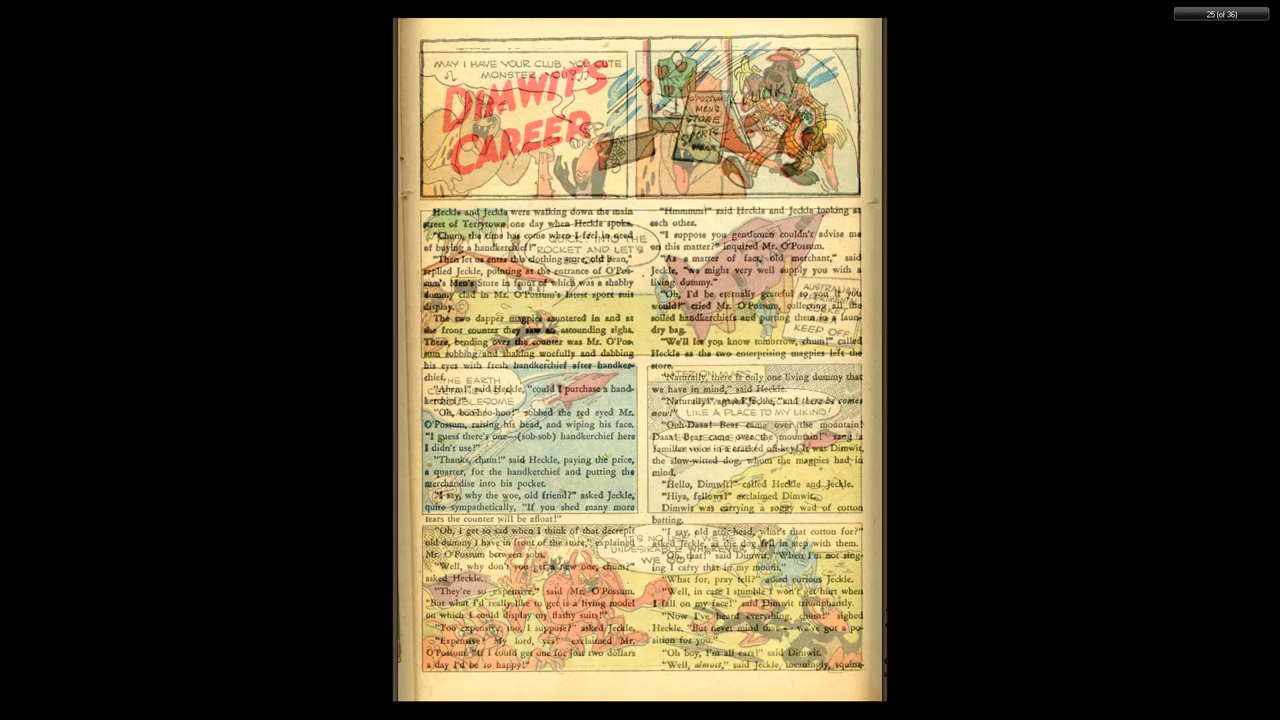 25 (of 36)
MAY I HAVE YOUR CLUB, YOU CUTE
MONSTER, YOU?
DIMWIT'S
CAREER
O'POSSUM
MEN'S
STORE
SPORTS
WEAR
KLUNK
Heckle and Jeckle were walking down the main
street of Terrytown one day when Heckle spoke.
"Chum, the time has come when I feel in need
of buying a handkerchief!"
"Then let us enter this clothing store, old bean,"
replied Jeckle, pointing at the entrance of O'Pos-
sum's Men's Store in front of which was a shabby
dummy clad in Mr. O'Possum's latest sport suit
display.
The two dapper magpies sauntered in and at
the front counter they saw an astounding sight.
There, bending over the counter was Mr. O'Pos-
sum sobbing and shaking woefully and dabbing
his eyes with fresh handkerchief after handker-
chief.
"Ahem!" said Heckle, "could I purchase a hand-
kerchief?"
"Oh, boo-hoo-hoo!" sobbed the red eyed Mr.
O'Possum, raising his head, and wiping his face.
"I guess there's one—(sob-sob) handkerchief here
I didn't use!"
"Thanks, chum!" said Heckle, paying the price,
a quarter, for the handkerchief and putting the
merchandise into his pocket.
"I say, why the woe, old friend?" asked Jeckle,
quite sympathetically, "If you shed many more
tears the counter will be afloat!"
"Oh, I get so sad when I think of that decrepit
old dummy I have in front of the store," explained
Mr. O'Possum between sobs.
"Well, why don't you get a new one, chum?"
asked Heckle.
"They're so expensive," said Mr. O'Possum.
"But what I'd really like to get is a living model
on which I could display my flashy suits!"
"Too expensive, too, I suppose?" asked Jeckle.
"Expensive? My lord, yes!" exclaimed Mr.
O'Possum. "If I could get one for just two dollars
a day I'd be so happy!"
"Hmmmm!" said Heckle and Jeckle looking at
each other.
"I suppose you gentlemen couldn't advise me
on this matter?" inquired Mr. O'Possum.
"As a matter of fact, old merchant," said
Jeckle, "we might very well supply you with a
living dummy."
"Oh, I'd be eternally grateful to you if you
would!" cried Mr. O'Possum, collecting all the
soiled handkerchiefs and putting them in a laun-
dry bag.
"We'll let you know tomorrow, chum!" called
Heckle as the two enterprising magpies left the
store.
"Naturally, there is only one living dummy that
we have in mind," said Heckle.
"Naturally!" agreed Jeckle, "and there he comes
now!"
"Ooh-Daaa! Bear came over the mountain!
Daaa! Bear came over the mountain!" sang a
familiar voice in a cracked off-key! It was Dimwit,
the slow-witted dog, whom the magpies had in
mind.
"Hello, Dimwit!" called Heckle and Jeckle.
"Hiya, fellows!" exclaimed Dimwit.
Dimwit was carrying a soggy wad of cotton
batting.
"I say, old attic-head, what's that cotton for?"
asked Jeckle, as the dog fell in step with them.
"Oh, that!" said Dimwit, "When I'm not sing-
ing I carry that in my mouth."
"What for, pray tell?" asked curious Jeckle.
"Well, in case I stumble I won't get hurt when
I fall on my face!" said Dimwit triumphantly.
"Now I've heard everything, chum!" sighed
Heckle. "But never mind that — we've got a po-
sition for you."
"Oh boy, I'm all ears!" said Dimwit.
"Well, almost," said Jeckle, meaningly, squint-
QUICK! INTO THE
ROCKET AND LET'S
AUSTRALIAN
KEEP OFF
THE EARTH
LIKE A PLACE TO MY LIKING!
UNDESIRABLE WHEREVER
WE GO!